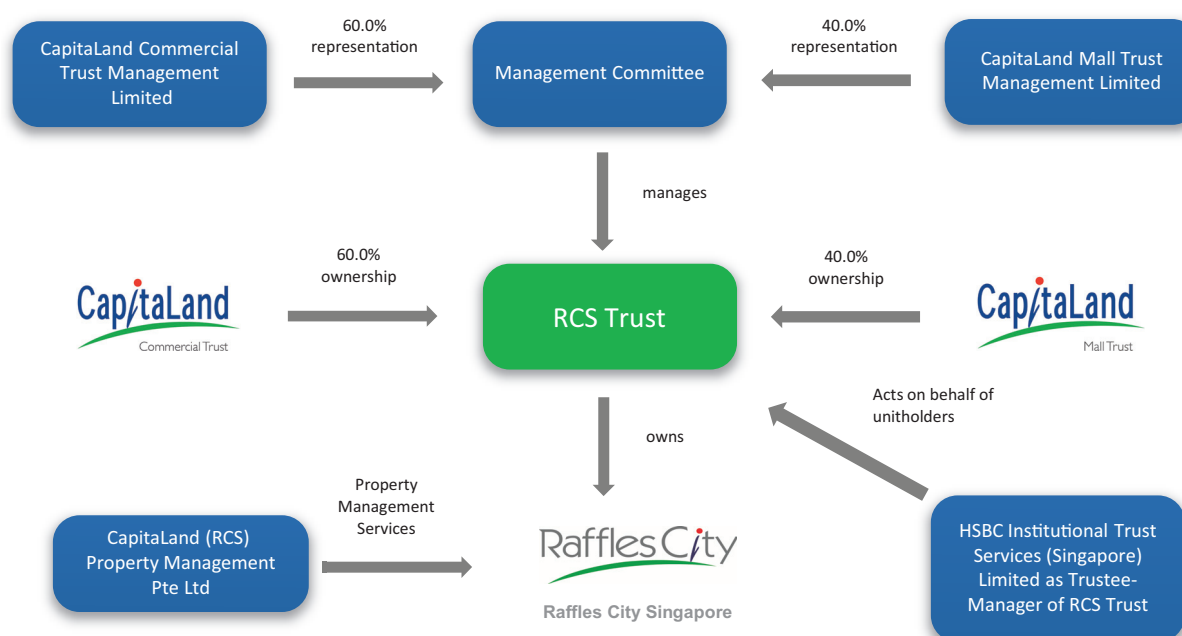 60.0%
representation
40.0%
representation
CapitaLand Commercial
Trust Management
Limited
Management Committee
CapitaLand Mall Trust
Management Limited
manages
60.0%
ownership
40.0%
ownership
CapitaLand
Commercial Trust
RCS Trust
CapitaLand
Mall Trust
Acts on behalf of
unitholders
owns
Property
Management
Services
CapitaLand (RCS)
Property Management
Pte Ltd
Raffles City
Raffles City Singapore
HSBC Institutional Trust
Services (Singapore)
Limited as Trustee-
Manager of RCS Trust